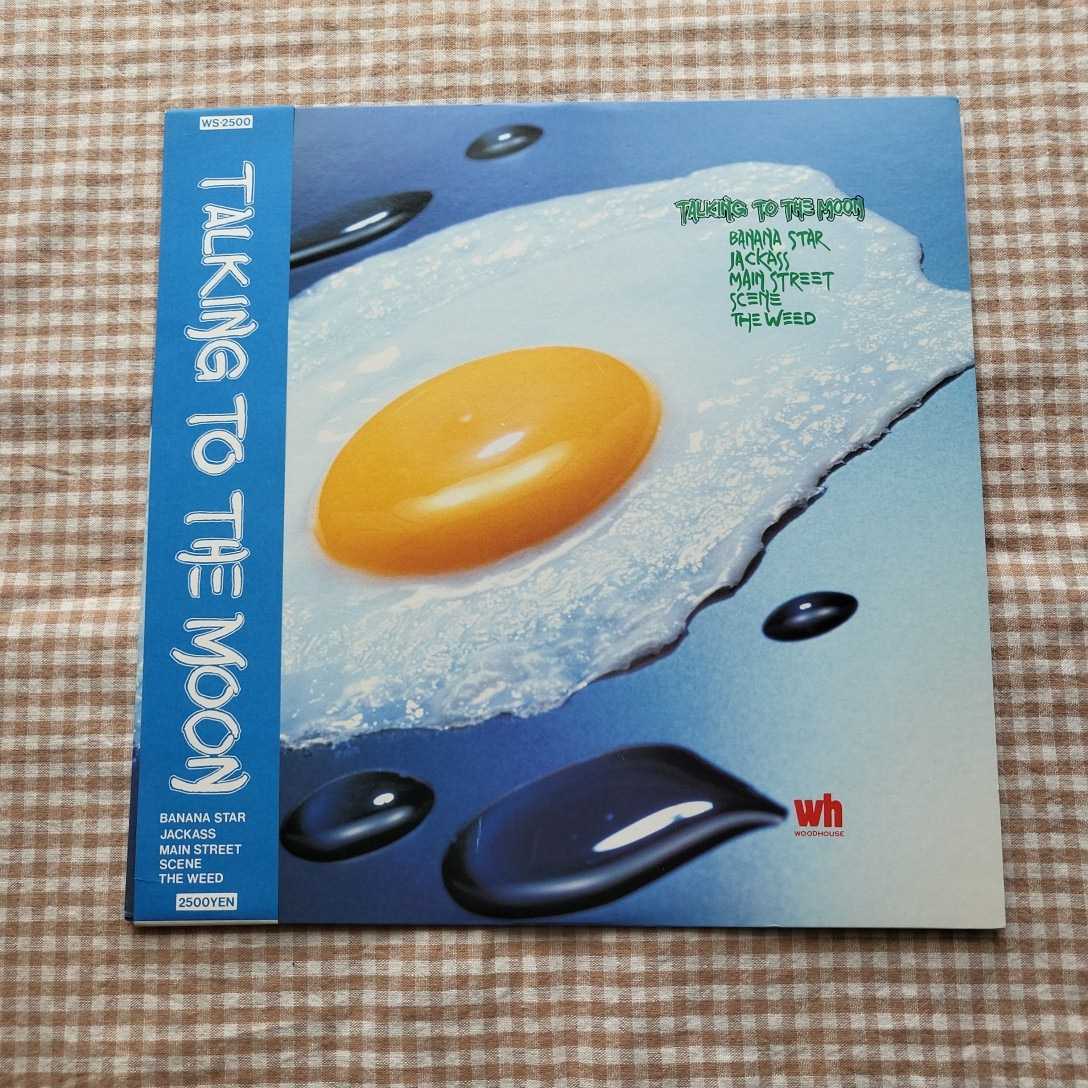 WS-2500
TALKING TO THE MOON
BANANA STAR
JACKASS
MAIN STREET
SCENE
THE WEED
2500YEN
TALKING TO THE MOON
BANANA STAR
JACKASS
MAIN STREET
SCENE
THE WEED
wh
WOODHOUSE